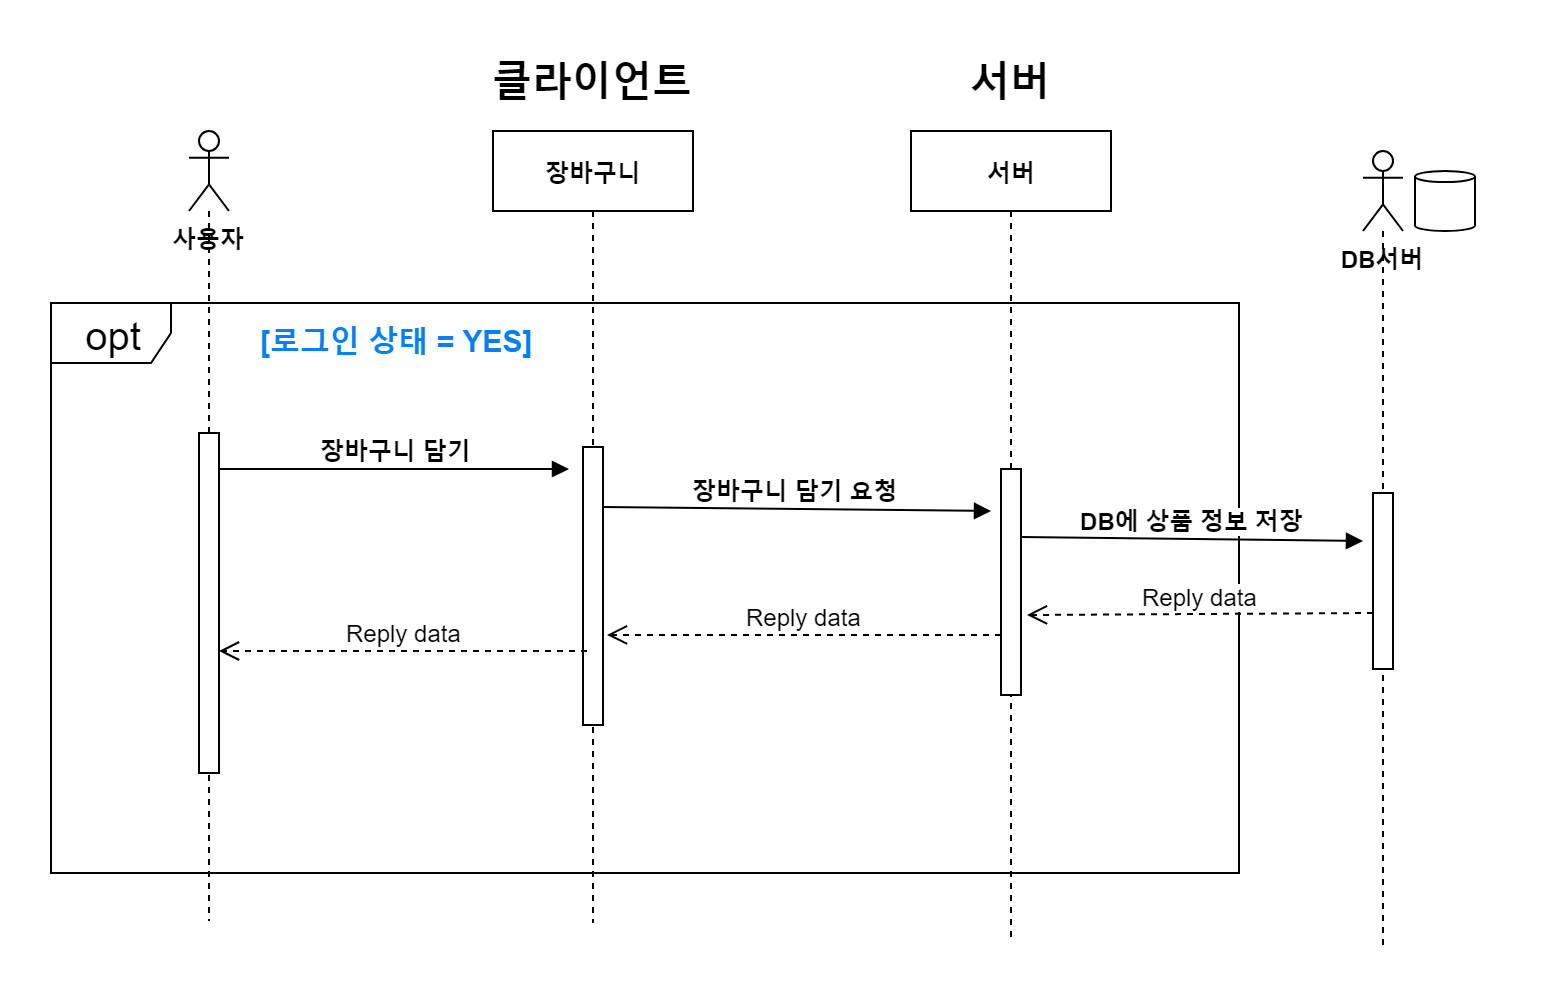 클라이언트
서버
장바구니
서버
사용자
DB서버
opt
[로그인 상태 = YES]
장바구니 담기
장바구니 담기 요청
DB에 상품 정보 저장
Reply data
Reply data
Reply data